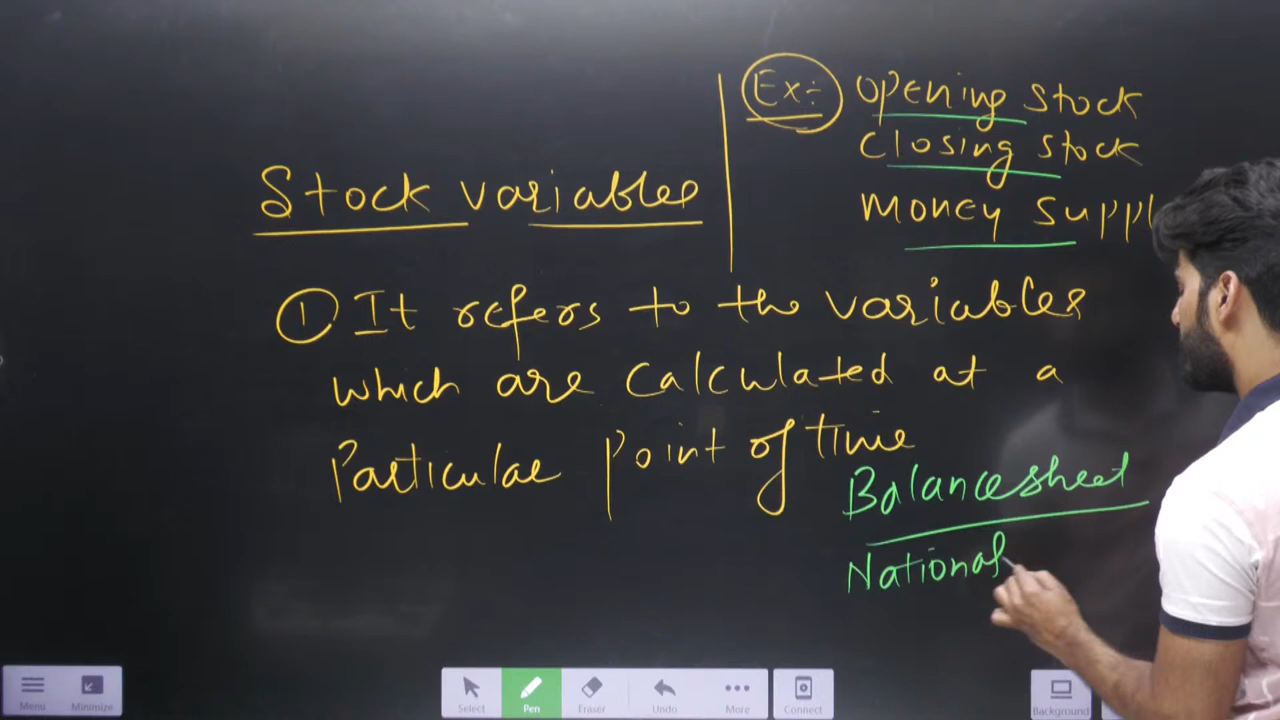 Ex:- Opening Stock
Closing Stock
Money Suppl
Stock variables
① It refers to the variables
which are calculated at a
Particular Point of time
Balancesheet
National
Menu
Minimize
Select
Pen
Eraser
Undo
More
Connect
Background